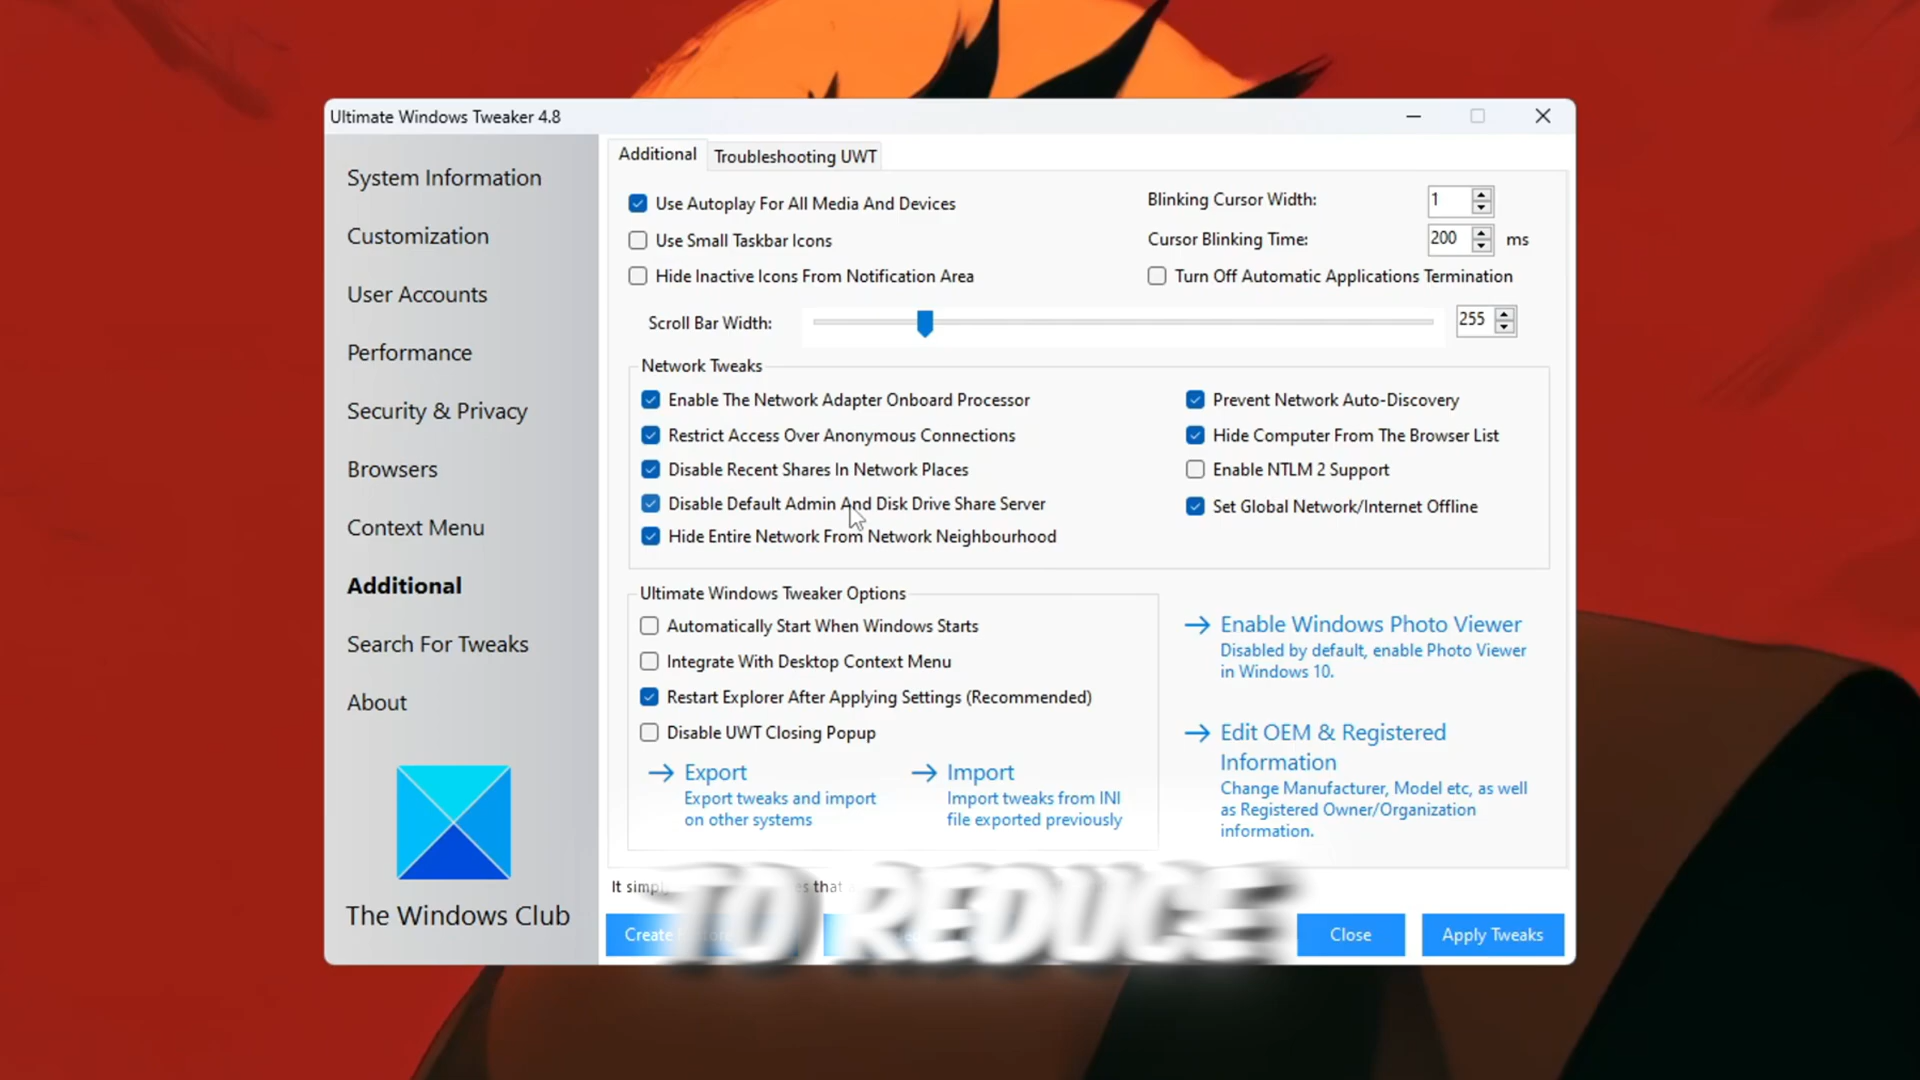 Ultimate Windows Tweaker 4.8
System Information
Customization
User Accounts
Performance
Security & Privacy
Browsers
Context Menu
Additional
Search For Tweaks
About
The Windows Club
Additional
Troubleshooting UWT
Use Autoplay For All Media And Devices
Use Small Taskbar Icons
Hide Inactive Icons From Notification Area
Blinking Cursor Width:
1
Cursor Blinking Time:
200
ms
Turn Off Automatic Applications Termination
Scroll Bar Width:
255
Network Tweaks
Enable The Network Adapter Onboard Processor
Restrict Access Over Anonymous Connections
Disable Recent Shares In Network Places
Disable Default Admin And Disk Drive Share Server
Hide Entire Network From Network Neighbourhood
Prevent Network Auto-Discovery
Hide Computer From The Browser List
Enable NTLM 2 Support
Set Global Network/Internet Offline
Ultimate Windows Tweaker Options
Automatically Start When Windows Starts
Integrate With Desktop Context Menu
Restart Explorer After Applying Settings (Recommended)
Disable UWT Closing Popup
Export
Export tweaks and import
on other systems
Import
Import tweaks from INI
file exported previously
Enable Windows Photo Viewer
Disabled by default, enable Photo Viewer
in Windows 10.
Edit OEM & Registered
Information
Change Manufacturer, Model etc, as well
as Registered Owner/Organization
information.
It
that
TO REDUCE
Create
Close
Apply Tweaks